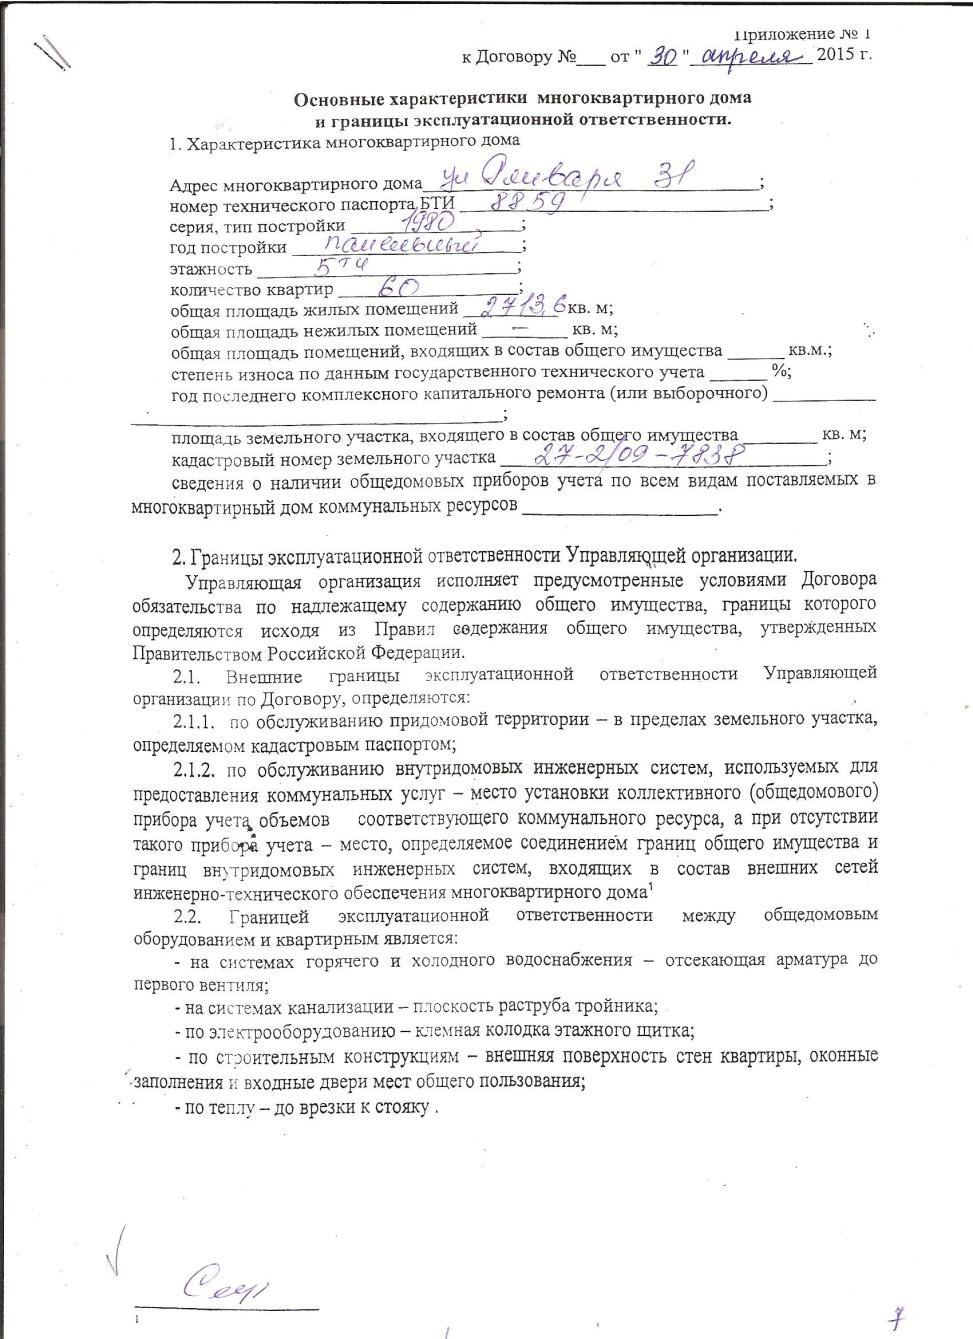 Приложение № 1
к Договору №___ от " 30 " апреля 2015 г.
Основные характеристики многоквартирного дома
и границы эксплуатационной ответственности.
1. Характеристика многоквартирного дома
Адрес многоквартирного дома ул 9 января 31 ;
номер технического паспорта БТИ 8859 ;
серия, тип постройки 1980 ;
год постройки панельный ;
этажность 5ти ;
количество квартир 60 ;
общая площадь жилых помещений 2713,6 кв. м;
общая площадь нежилых помещений — кв. м;
общая площадь помещений, входящих в состав общего имущества ______ кв.м.;
степень износа по данным государственного технического учета ______ %;
год последнего комплексного капитального ремонта (или выборочного) ____________
____________________________________________;
площадь земельного участка, входящего в состав общего имущества _________ кв. м;
кадастровый номер земельного участка 27-2/09-7838 ;
сведения о наличии общедомовых приборов учета по всем видам поставляемых в
многоквартирный дом коммунальных ресурсов _______________________.
2. Границы эксплуатационной ответственности Управляющей организации.
Управляющая организация исполняет предусмотренные условиями Договора
обязательства по надлежащему содержанию общего имущества, границы которого
определяются исходя из Правил содержания общего имущества, утвержденных
Правительством Российской Федерации.
2.1. Внешние границы эксплуатационной ответственности Управляющей
организации по Договору, определяются:
2.1.1. по обслуживанию придомовой территории – в пределах земельного участка,
определяемом кадастровым паспортом;
2.1.2. по обслуживанию внутридомовых инженерных систем, используемых для
предоставления коммунальных услуг – место установки коллективного (общедомового)
прибора учета объемов соответствующего коммунального ресурса, а при отсутствии
такого прибора учета – место, определяемое соединением границ общего имущества и
границ внутридомовых инженерных систем, входящих в состав внешних сетей
инженерно-технического обеспечения многоквартирного дома1
2.2. Границей эксплуатационной ответственности между общедомовым
оборудованием и квартирным является:
- на системах горячего и холодного водоснабжения – отсекающая арматура до
первого вентиля;
- на системах канализации – плоскость раструба тройника;
- по электрооборудованию – клемная колодка этажного щитка;
- по строительным конструкциям – внешняя поверхность стен квартиры, оконные
заполнения и входные двери мест общего пользования;
- по теплу – до врезки к стояку .
1
7